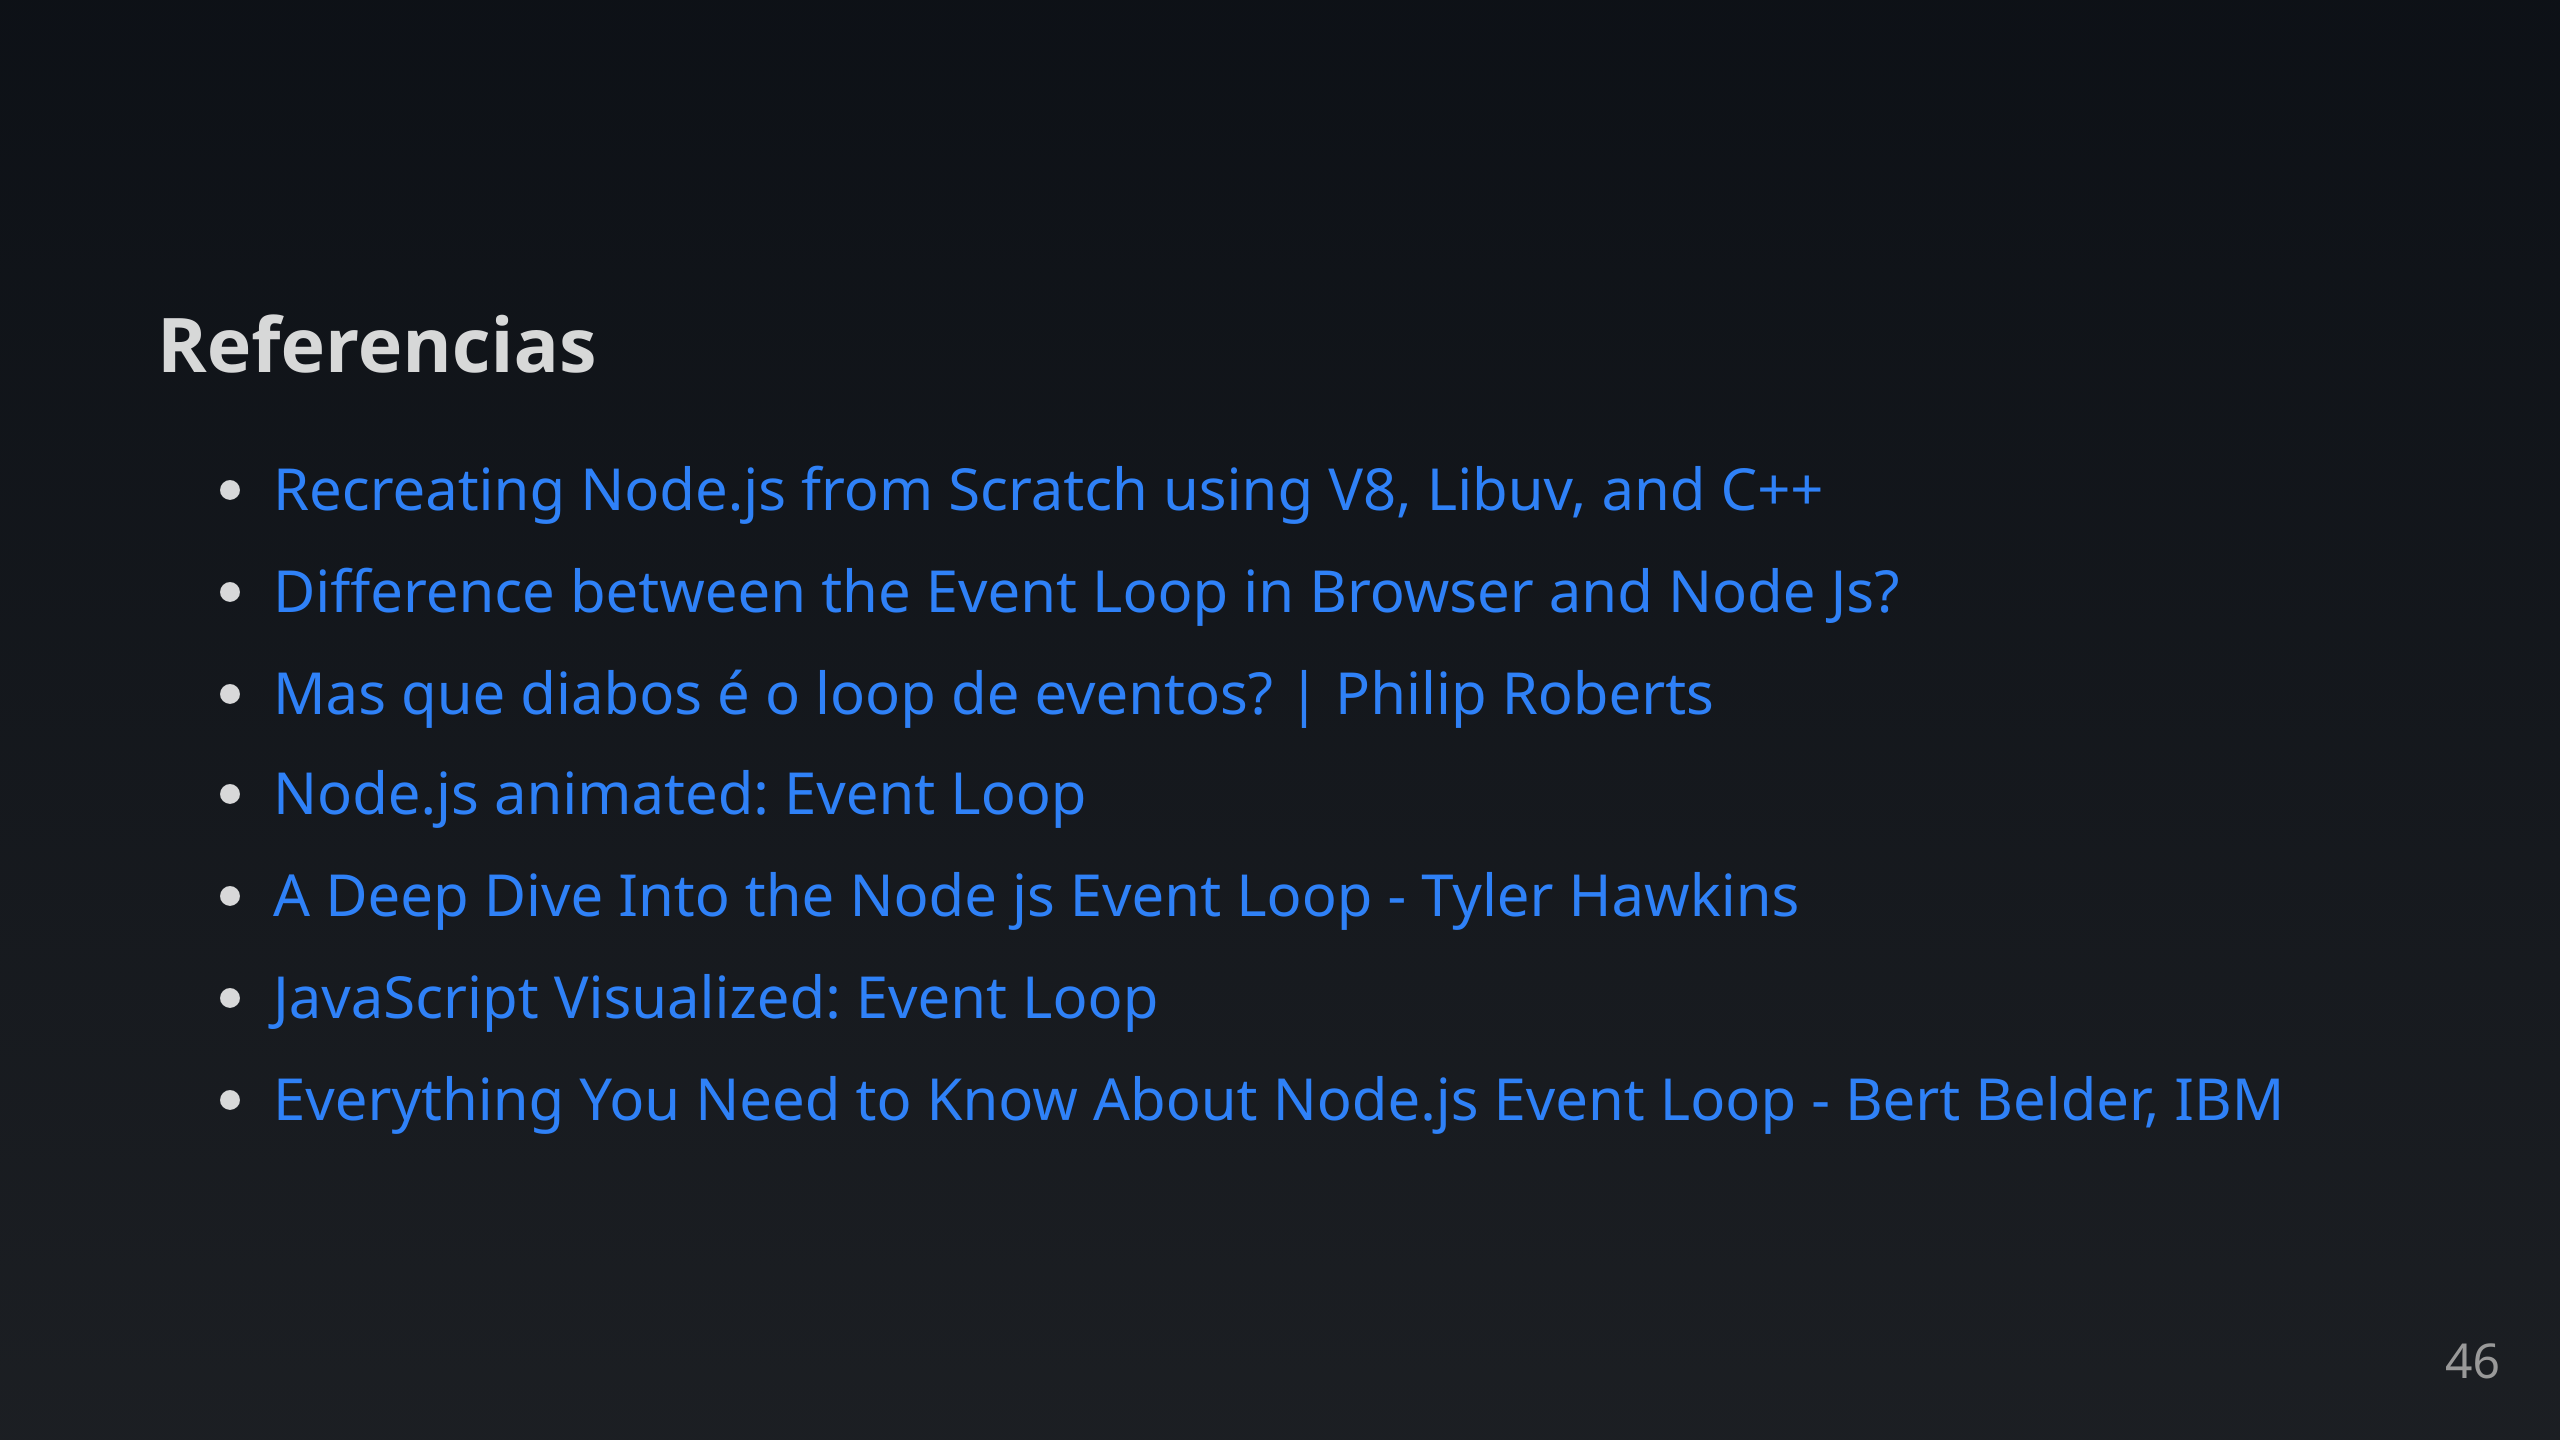 Referencias
Recreating Node.js from Scratch using V8, Libuv, and C++
Difference between the Event Loop in Browser and Node Js?
Mas que diabos é o loop de eventos? | Philip Roberts
Node.js animated: Event Loop
A Deep Dive Into the Node js Event Loop - Tyler Hawkins
JavaScript Visualized: Event Loop
Everything You Need to Know About Node.js Event Loop - Bert Belder, IBM
46